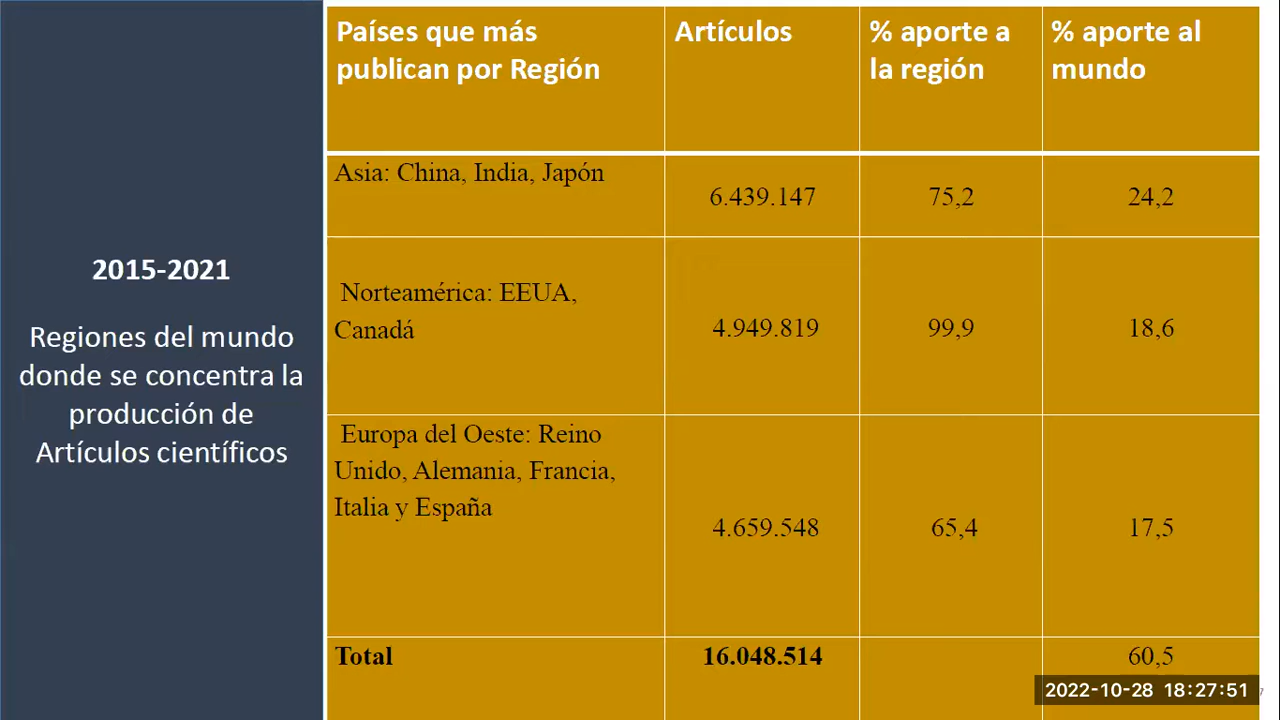 2015-2021
Regiones del mundo
donde se concentra la
producción de
Artículos científicos
Países que más
publican por Región
Artículos
% aporte a
la región
% aporte al
mundo
Asia: China, India, Japón
6.439.147
75,2
24,2
Norteamérica: EEUA,
Canadá
4.949.819
99,9
18,6
Europa del Oeste: Reino
Unido, Alemania, Francia,
Italia y España
4.659.548
65,4
17,5
Total
16.048.514
60,5
2022-10-28 18:27:51